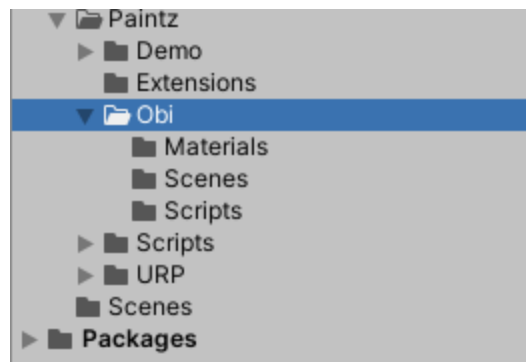 Paintz
Demo
Extensions
Obi
Materials
Scenes
Scripts
Scripts
URP
Scenes
Packages